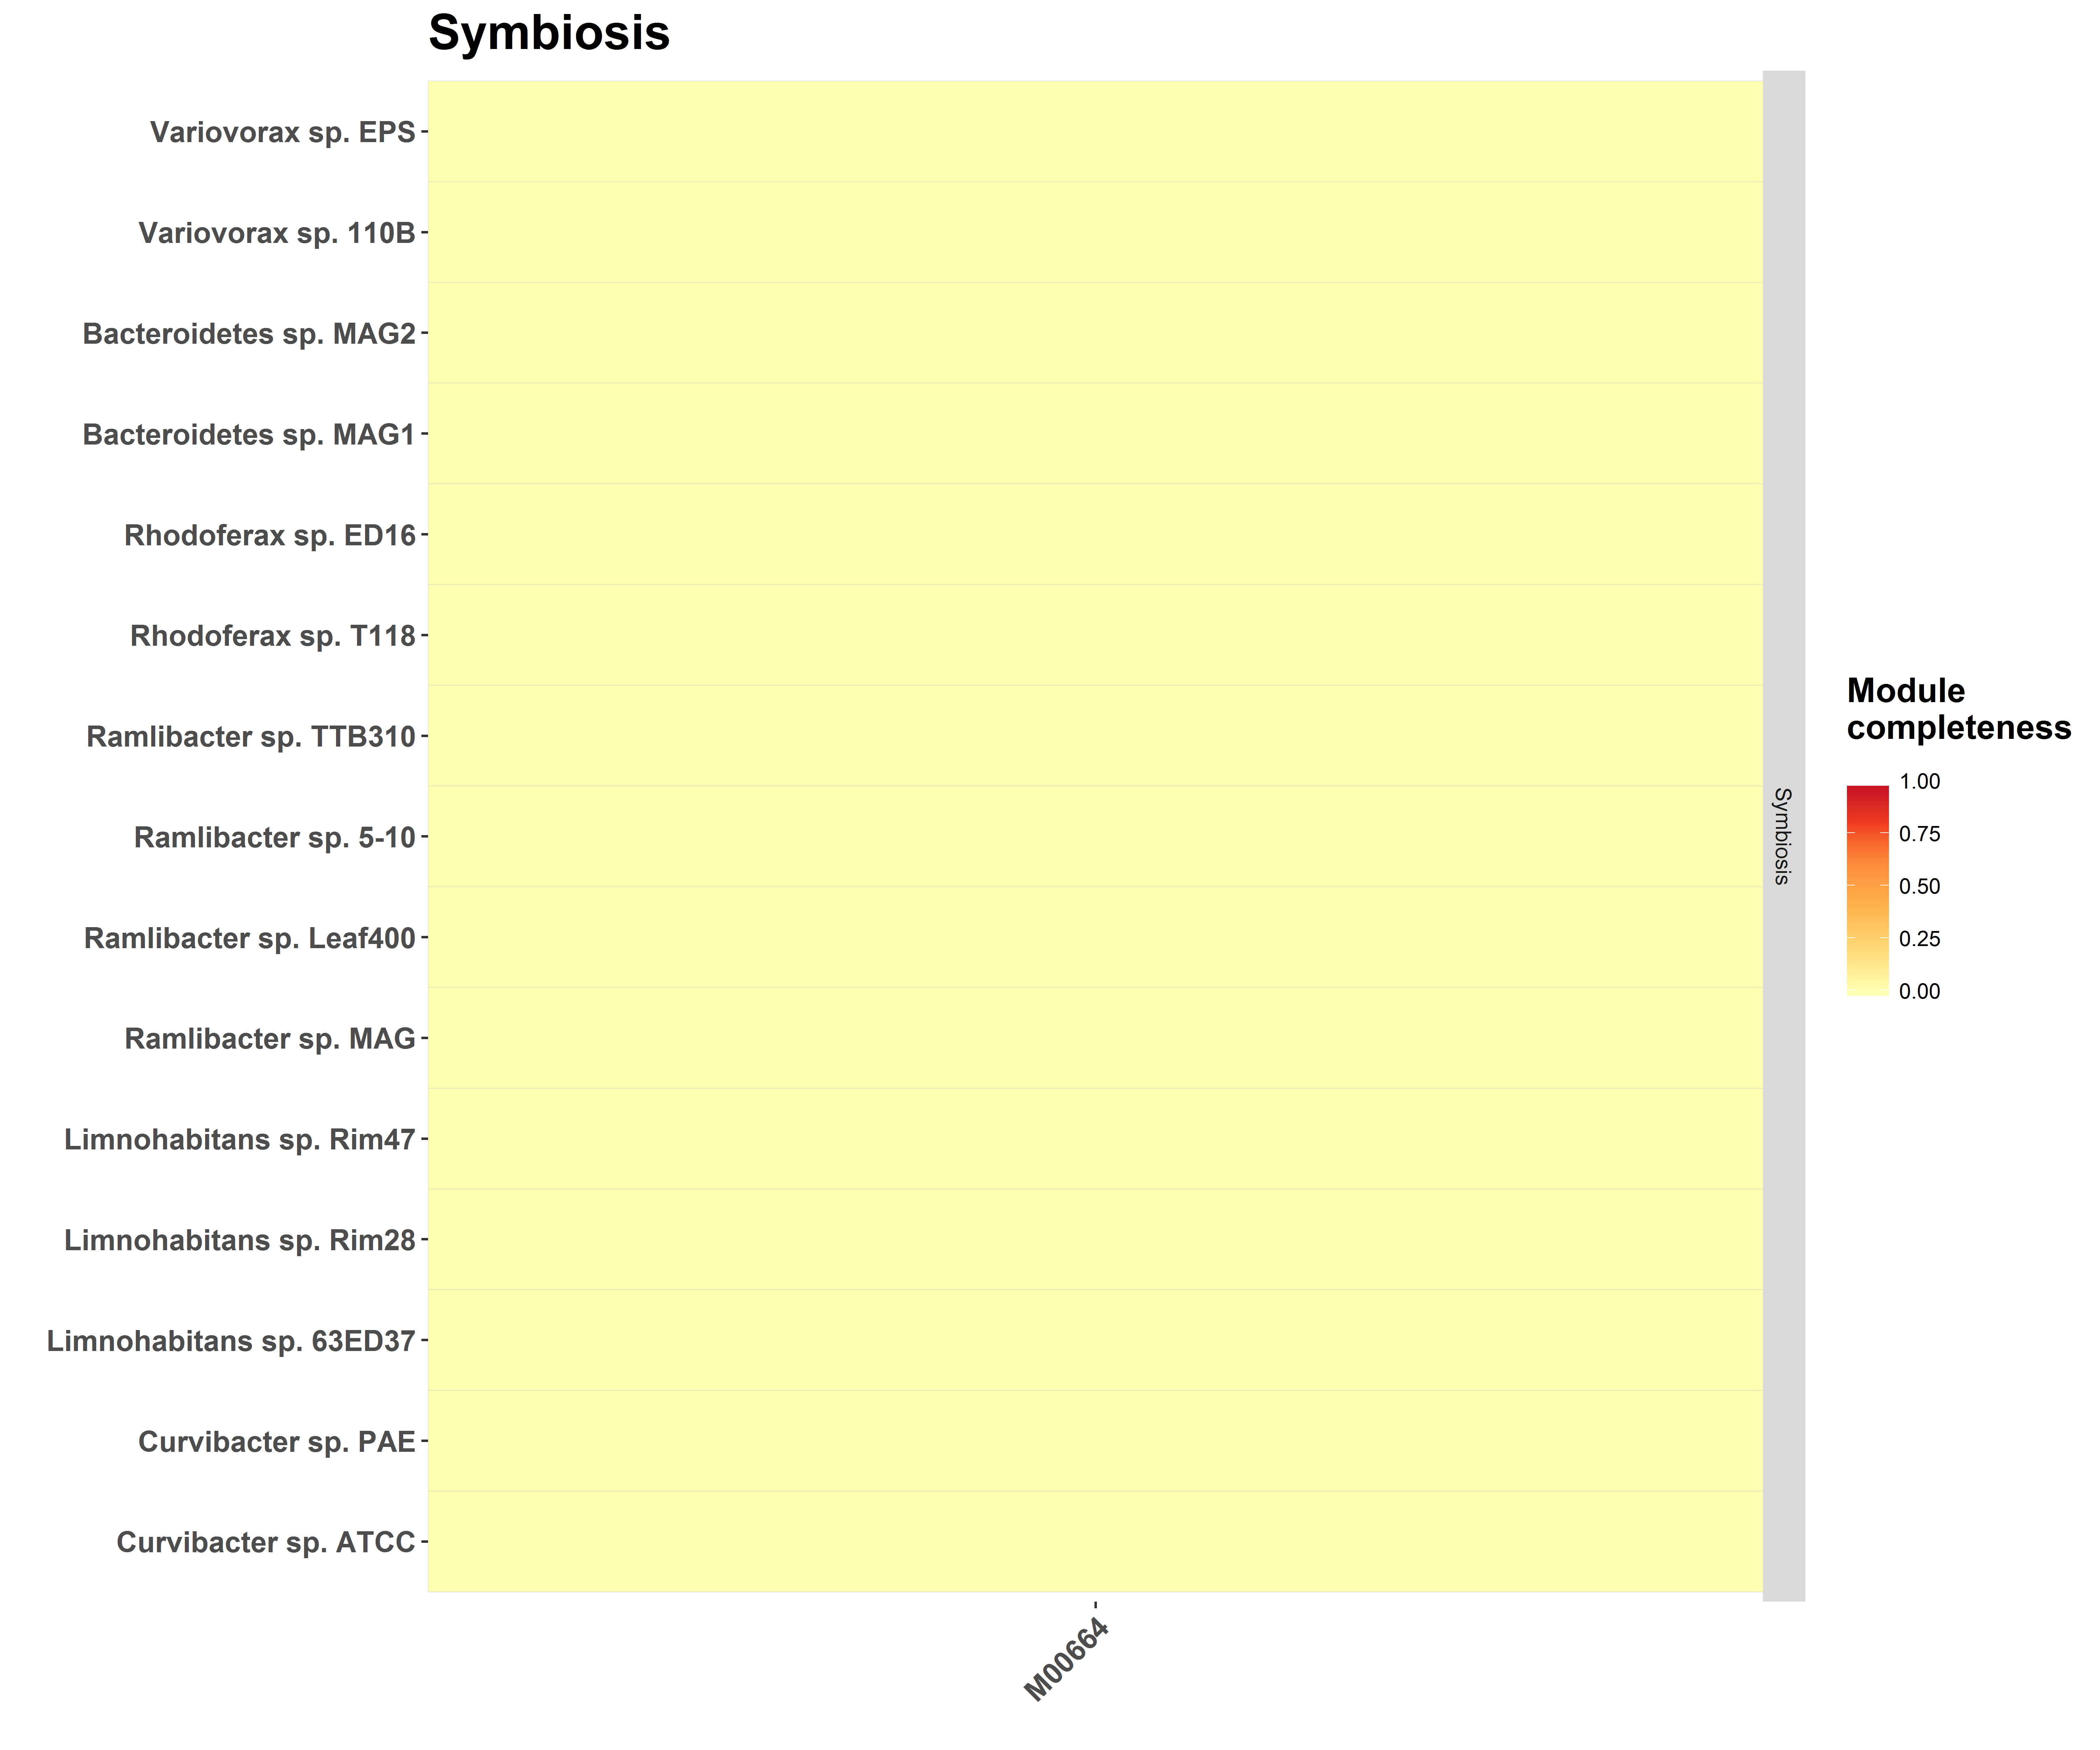 Symbiosis
Variovorax sp. EPS
Variovorax sp. 110B
Bacteroidetes sp. MAG2
Bacteroidetes sp. MAG1
Rhodoferax sp. ED16
Rhodoferax sp. T118
Ramlibacter sp. TTB310
Ramlibacter sp. 5-10
Ramlibacter sp. Leaf400
Ramlibacter sp. MAG
Limnohabitans sp. Rim47
Limnohabitans sp. Rim28
Limnohabitans sp. 63ED37
Curvibacter sp. PAE
Curvibacter sp. ATCC
M00664
Symbiosis
Module
completeness
1.00
0.75
0.50
0.25
0.00